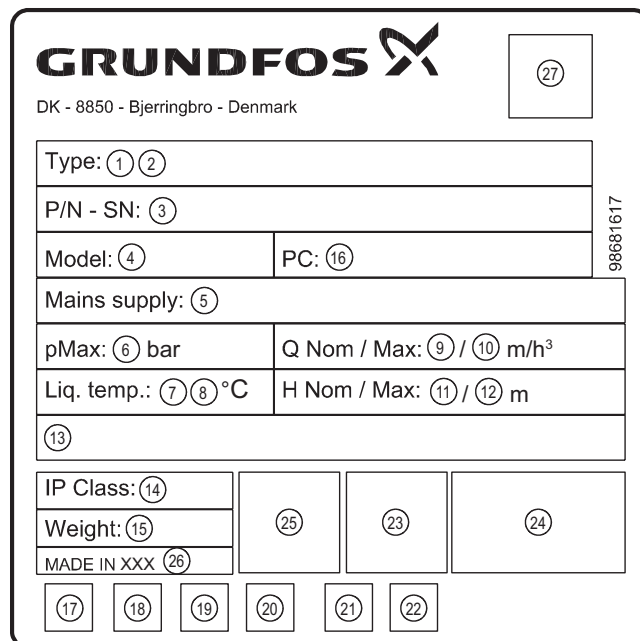 GRUNDFOS
27
DK - 8850 - Bjerringbro - Denmark
Type: 1 2
P/N - SN: 3
Model: 4 PC: 16
98681617
Mains supply: 5
pMax: 6 bar Q Nom / Max: 9 / 10 m/h³
Liq. temp.: 7 8 °C H Nom / Max: 11 / 12 m
13
IP Class: 14
Weight: 15
MADE IN XXX 26
25 23 24
17 18 19 20 21 22